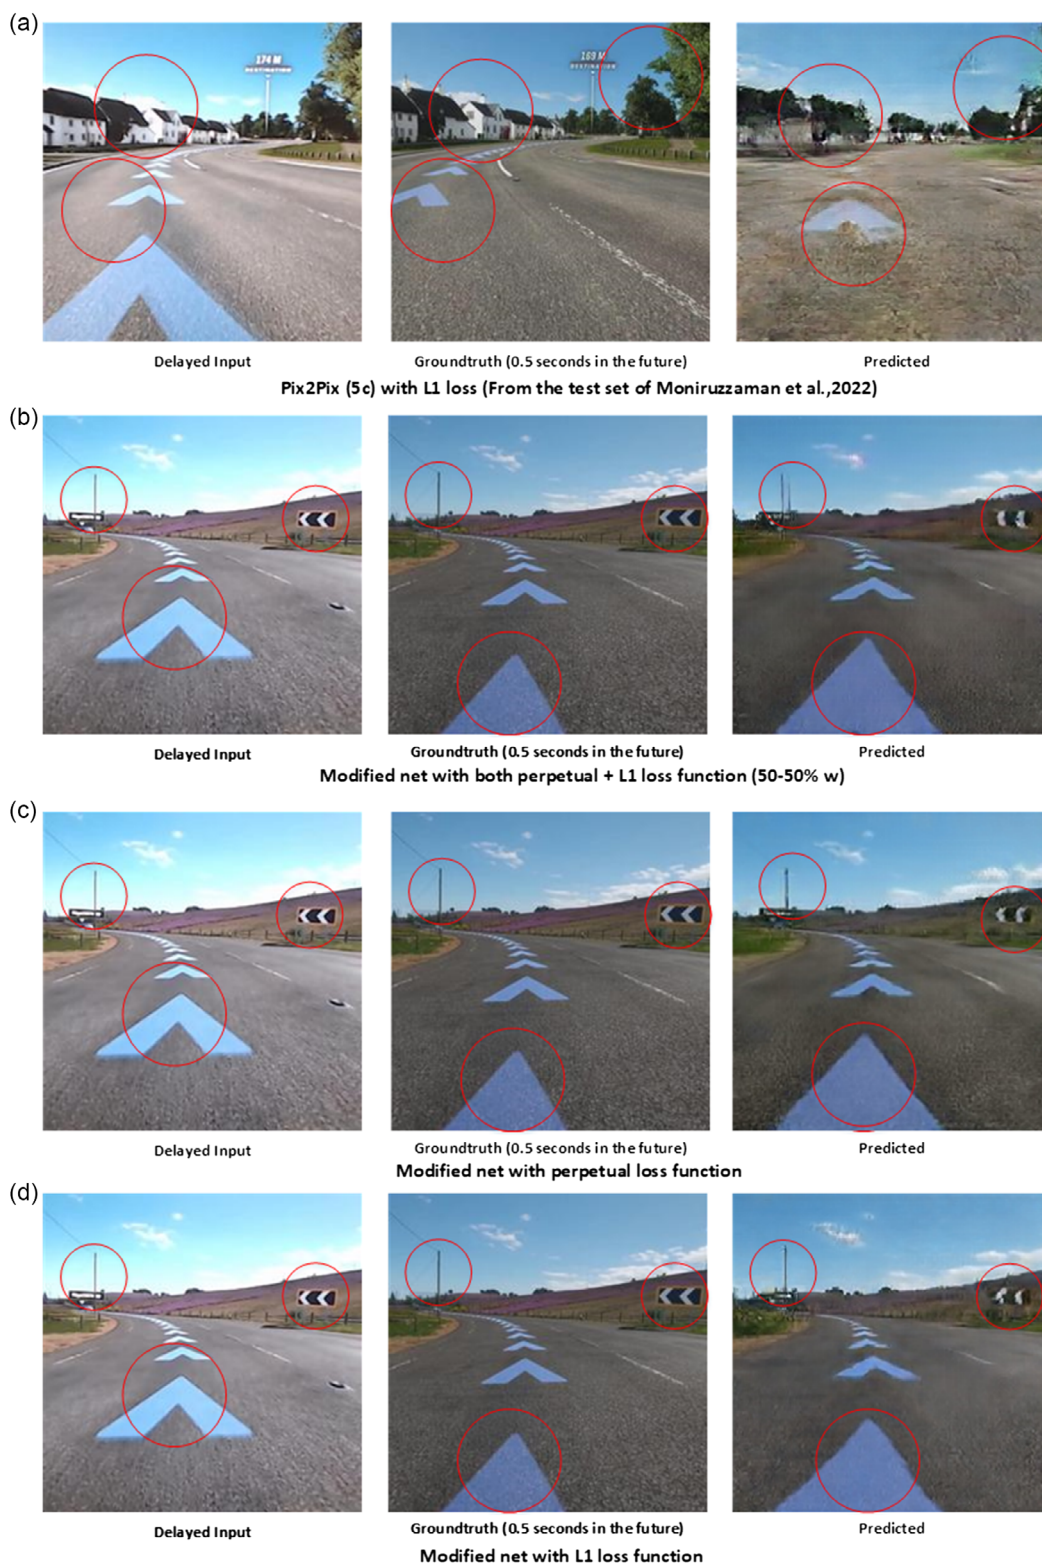 (a)
174 M
DESTINATION
169 M
DESTINATION
Delayed Input
Groundtruth (0.5 seconds in the future)
Predicted
Pix2Pix (5c) with L1 loss (From the test set of Moniruzzaman et al.,2022)
(b)
Delayed Input
Groundtruth (0.5 seconds in the future)
Predicted
Modified net with both perpetual + L1 loss function (50-50% w)
(c)
Delayed Input
Groundtruth (0.5 seconds in the future)
Predicted
Modified net with perpetual loss function
(d)
Delayed Input
Groundtruth (0.5 seconds in the future)
Predicted
Modified net with L1 loss function